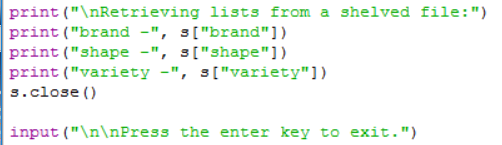 print("\nRetrieving lists from a shelved file:")
print("brand -", s["brand"])
print("shape -", s["shape"])
print("variety -", s["variety"])
s.close()
input("\n\nPress the enter key to exit.")